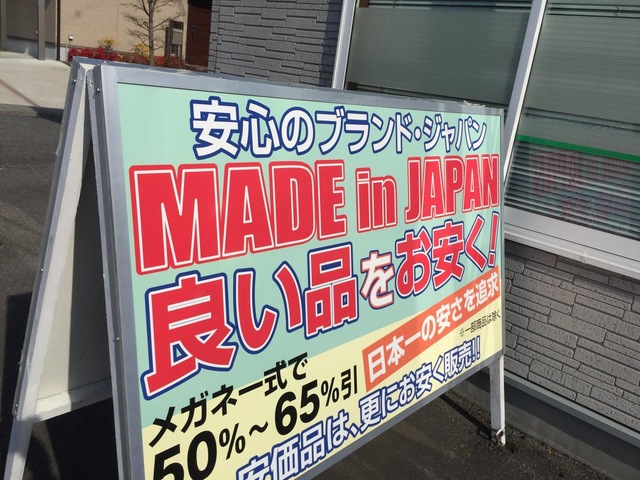 安心のブランド・ジャパン
MADE in JAPAN
良い品をお安く!
日本一の安さを追求
※一部商品は除く
メガネ一式で
50%～65%引
安価品は、更にお安く販売!!